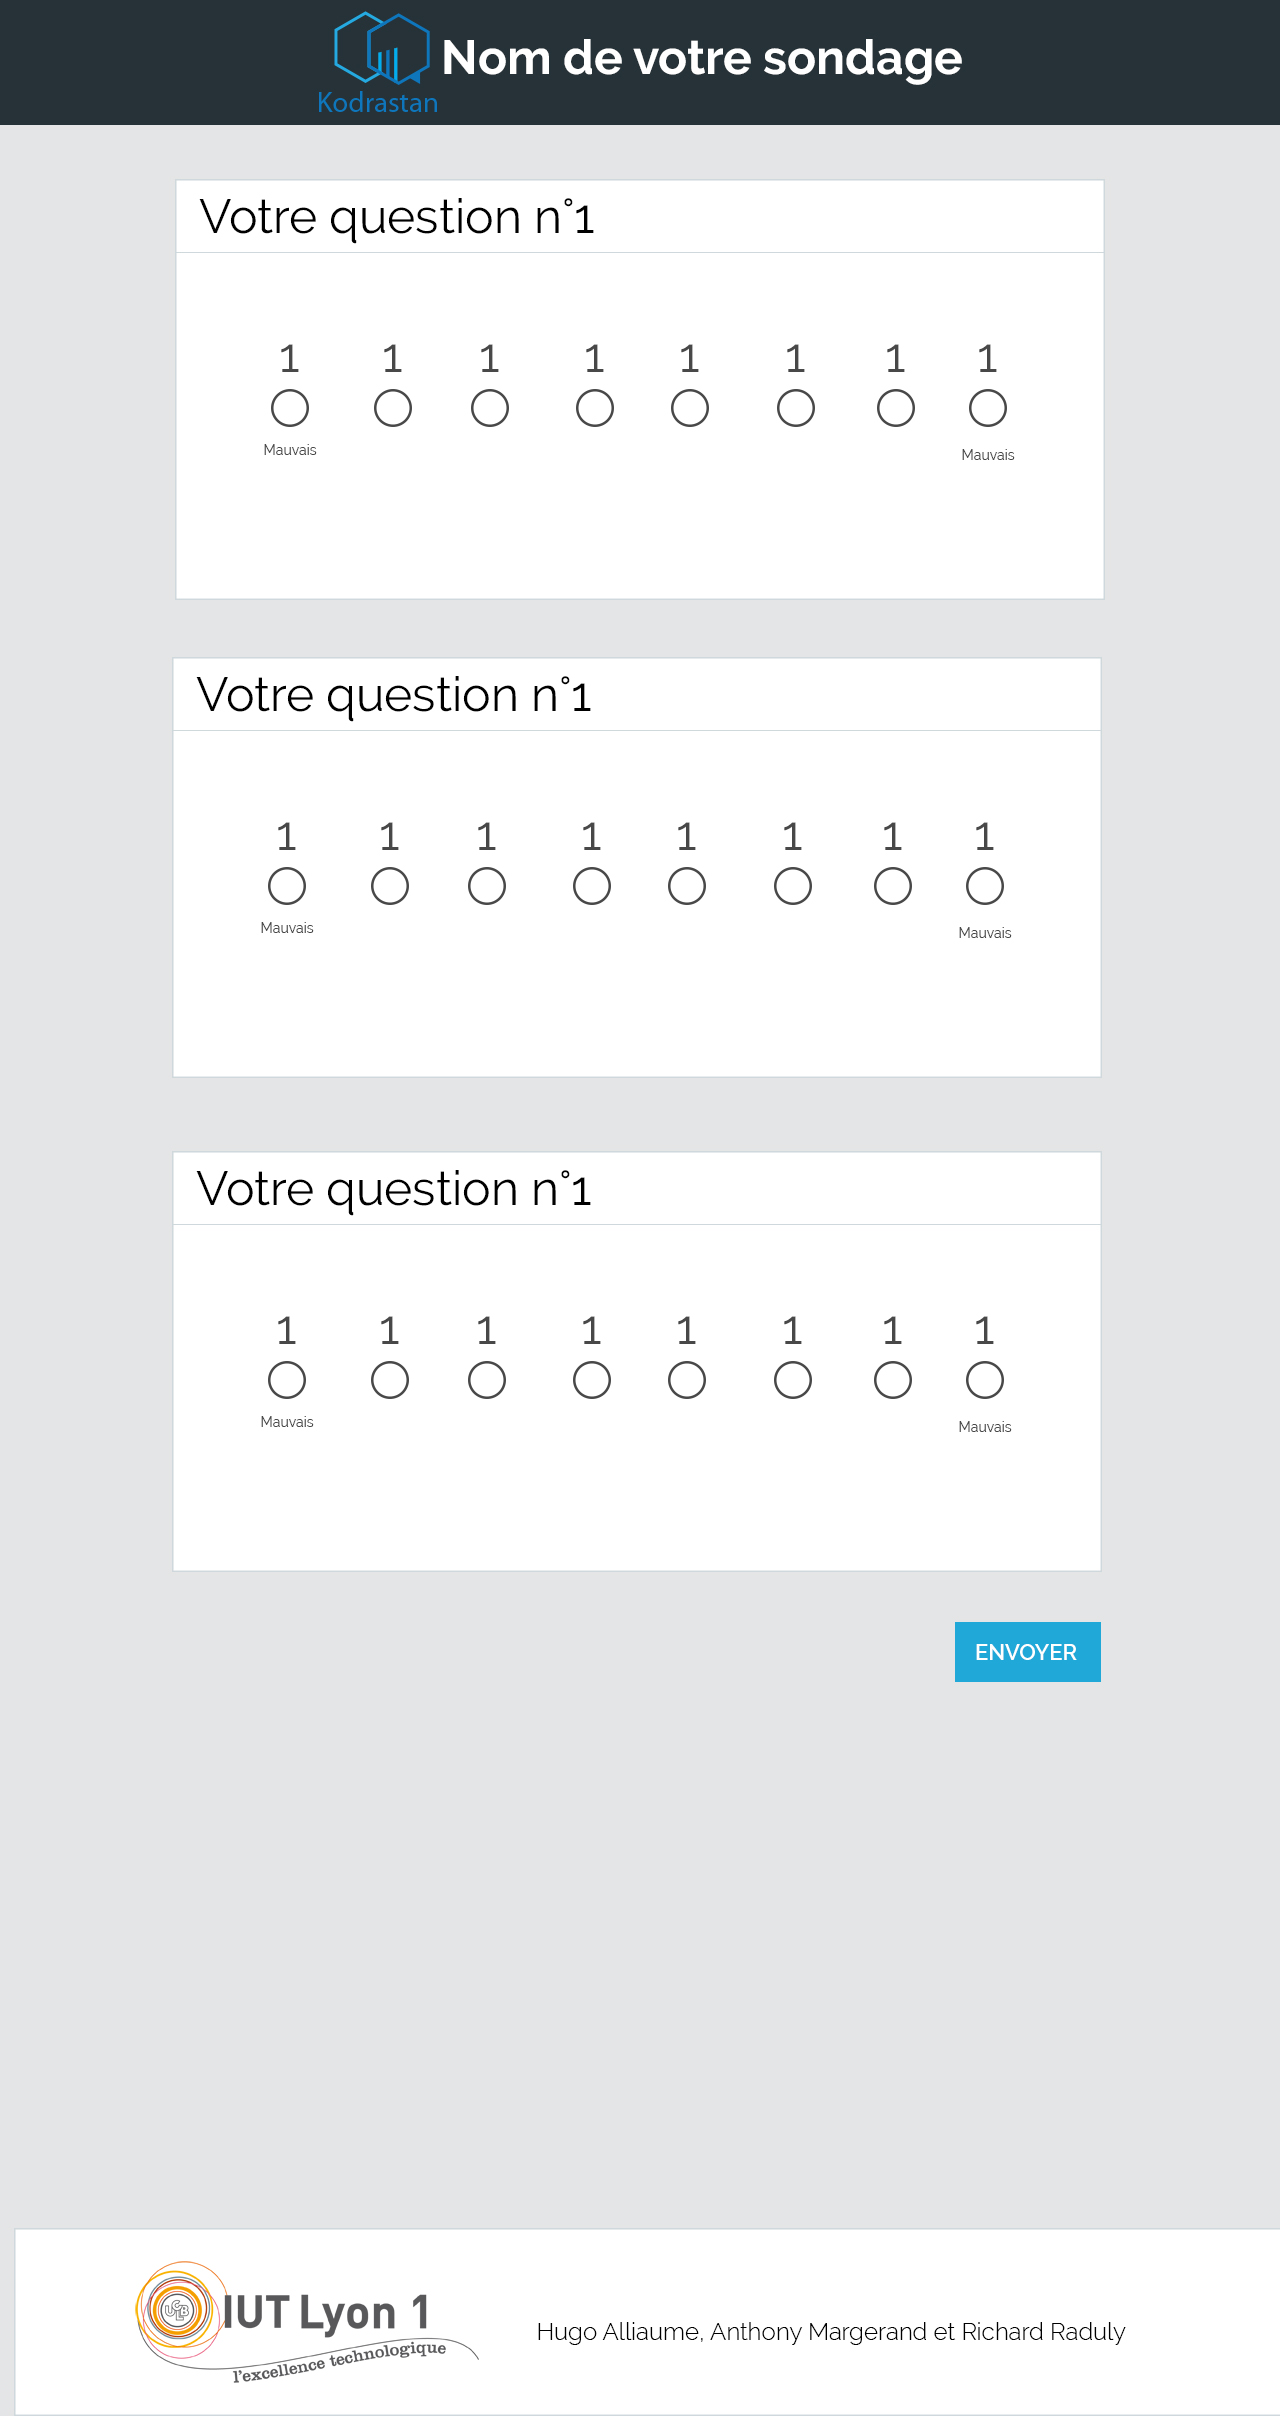 Nom de votre sondage
Kodrastan
Votre question n°1
1 1 1 1 1 1 1 1
Mauvais Mauvais
Votre question n°1
1 1 1 1 1 1 1 1
Mauvais Mauvais
Votre question n°1
1 1 1 1 1 1 1 1
Mauvais Mauvais
ENVOYER
UCBL
IUT Lyon 1
l'excellence technologique
Hugo Alliaume, Anthony Margerand et Richard Raduly